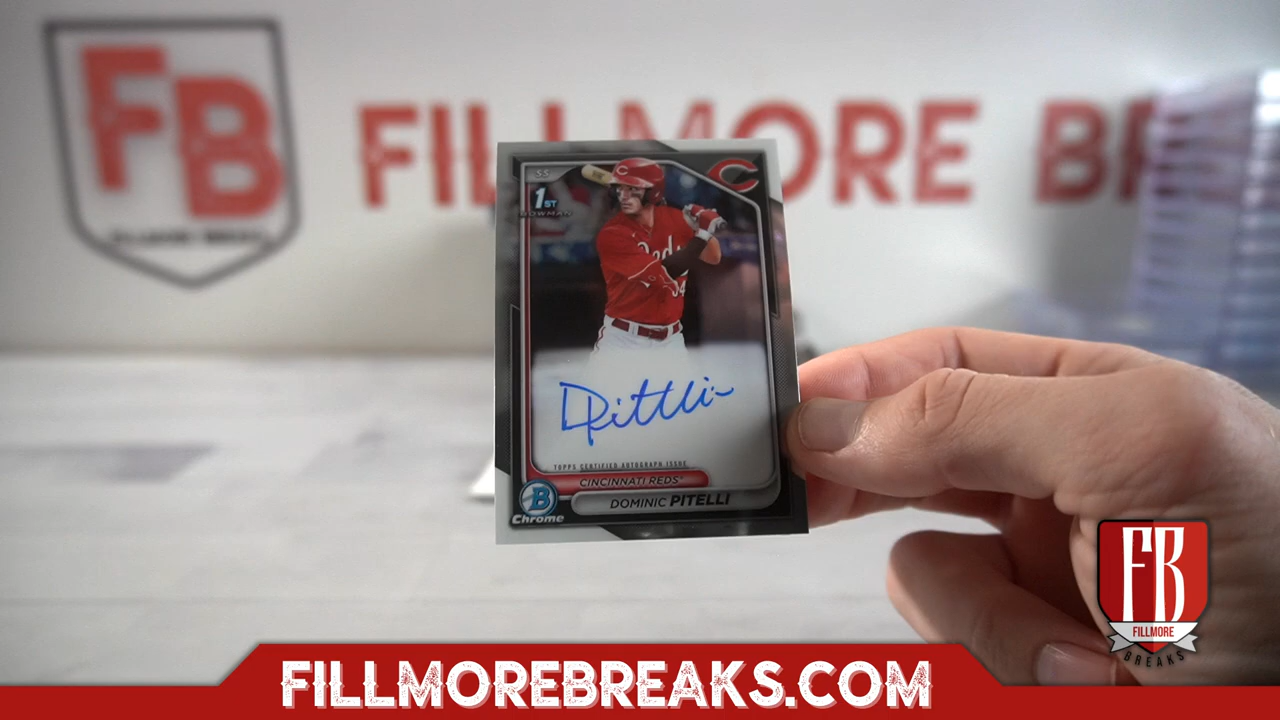 FB
FILLMORE BR
SS
1ST
BOWMAN
C
Reds
DPitelli
TOPPS CERTIFIED AUTOGRAPH ISSUE
CINCINNATI REDS
DOMINIC PITELLI
B
Chrome
FB
FILLMORE
BREAKS
FILLMOREBREAKS.COM